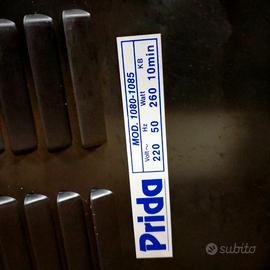 Prida
MOD. 1080-1085
Volt~ Hz Watt KB
220 50 260 10min
subito